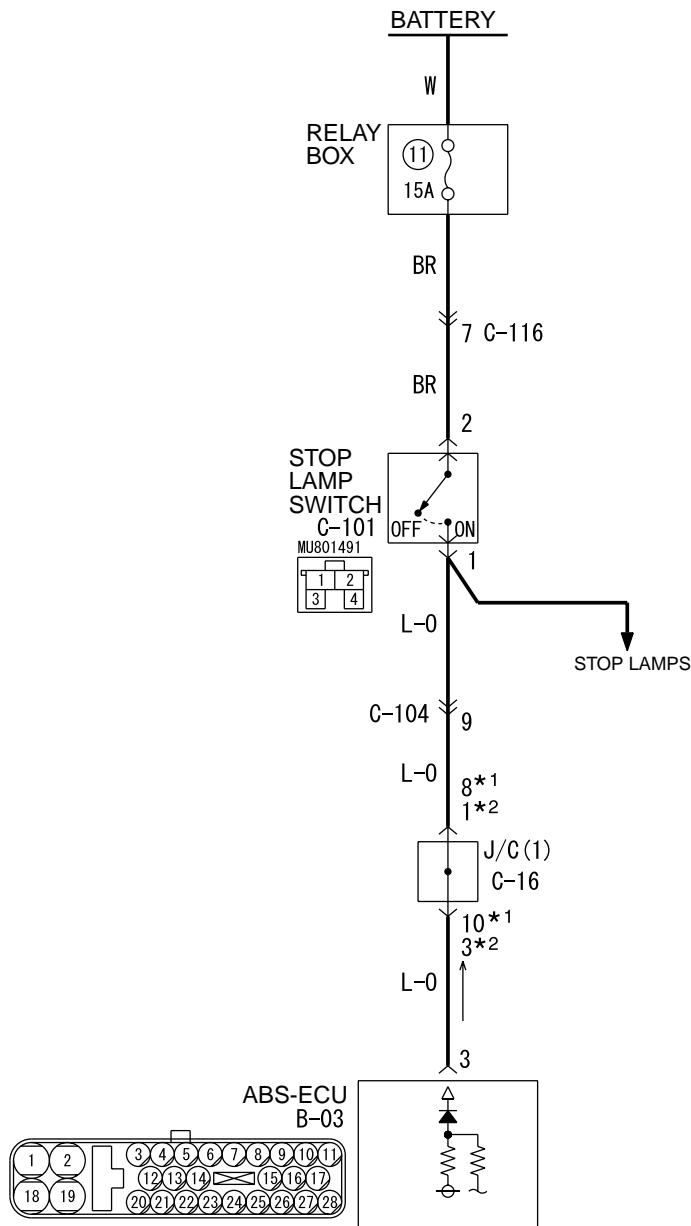 BATTERY
W
RELAY
BOX
11
15A
BR
7 C-116
BR
2
STOP
LAMP
SWITCH
C-101
OFF ON
MU801491
1 2
3 4
1
L-O
STOP LAMPS
C-104 9
L-O
8*1
1*2
J/C(1)
C-16
10*1
3*2
L-O
3
ABS-ECU
B-03
1 2 3 4 5 6 7 8 9 10 11
12 13 14 15 16 17
18 19 20 21 22 23 24 25 26 27 28